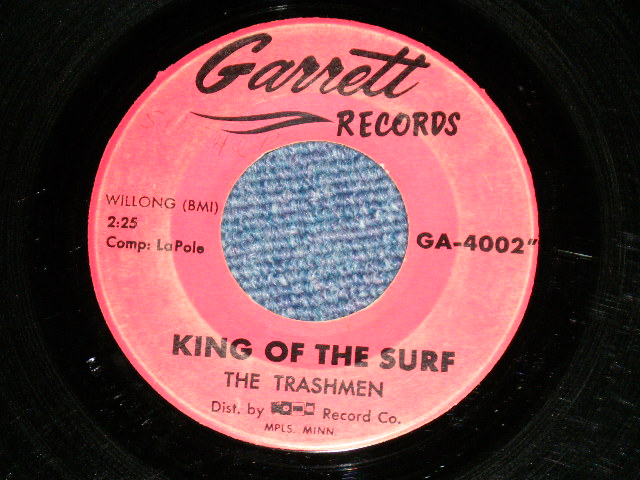 Garrett
RECORDS
WILLONG (BMI)
2:25
Comp: LaPole
GA-4002"
KING OF THE SURF
THE TRASHMEN
Dist. by Record Co.
MPLS. MINN.